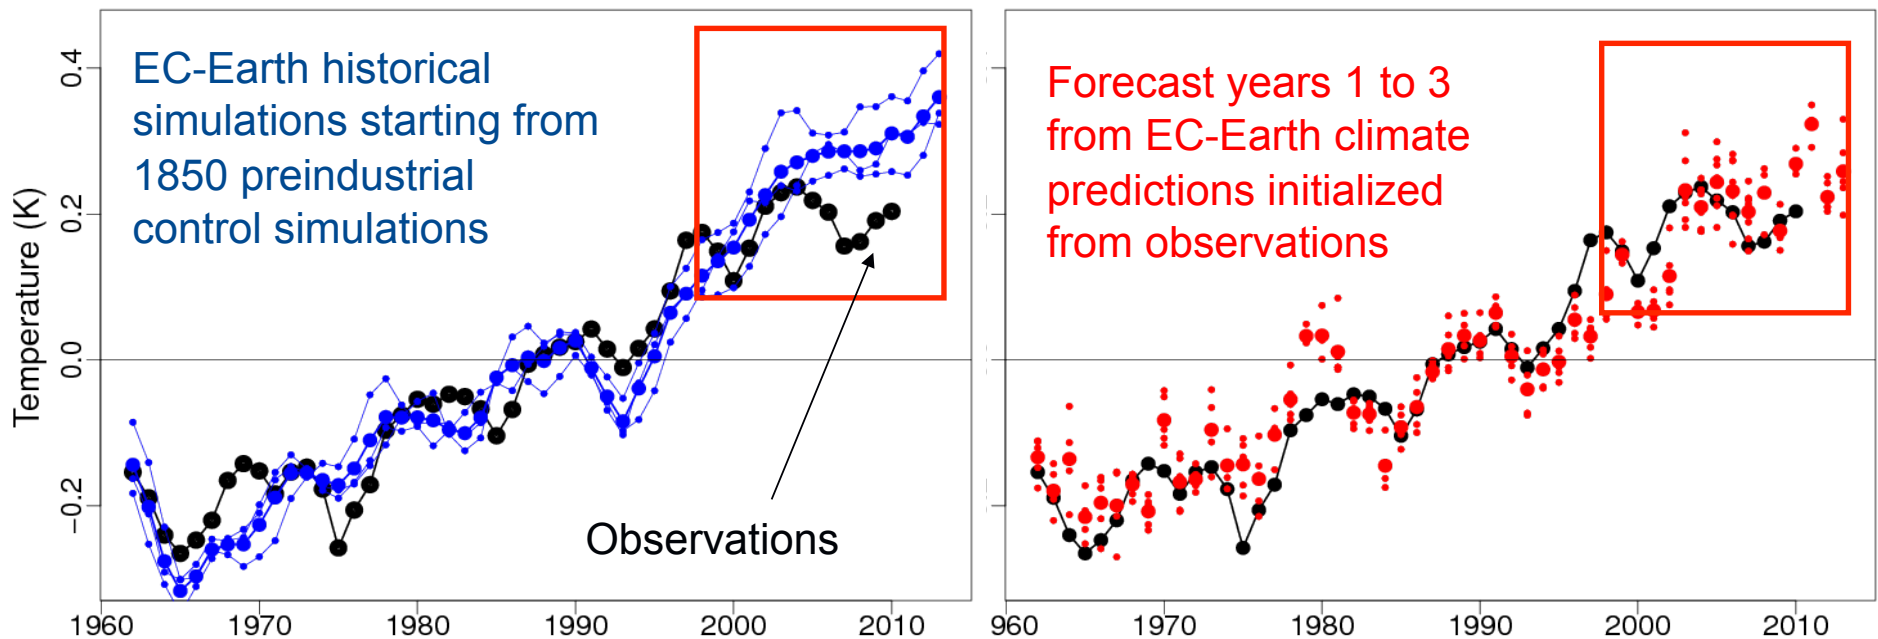 EC-Earth historical
simulations starting from
1850 preindustrial
control simulations
Observations
Temperature (K)
0.4
0.2
0.0
−0.2
1960 1970 1980 1990 2000 2010
Forecast years 1 to 3
from EC-Earth climate
predictions initialized
from observations
960 1970 1980 1990 2000 2010